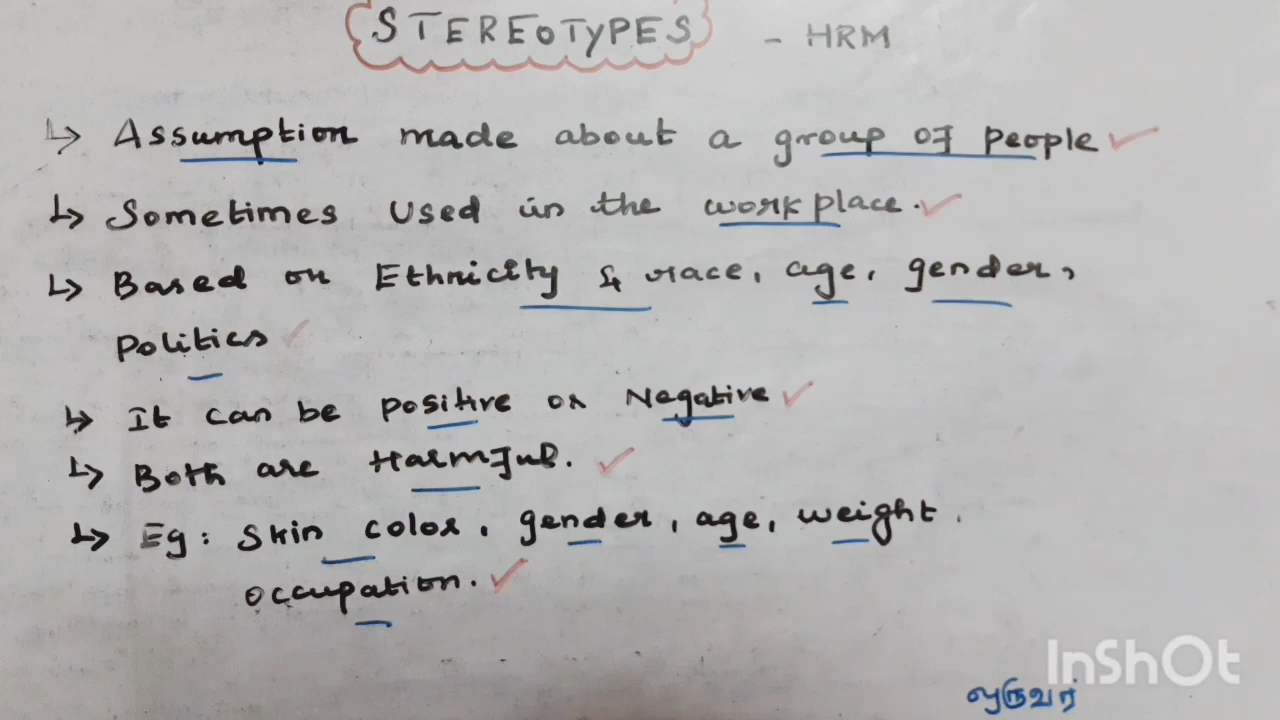 STEREOTYPES - HRM
↳ Assumption made about a group of people ✓
↳ Sometimes used in the workplace. ✓
↳ Based on Ethnicity & race, age, gender,
Politics ✓
↳ It can be positive or Negative ✓
↳ Both are Harmful. ✓
↳ Eg: Skin color, gender, age, weight,
occupation. ✓
InShOt